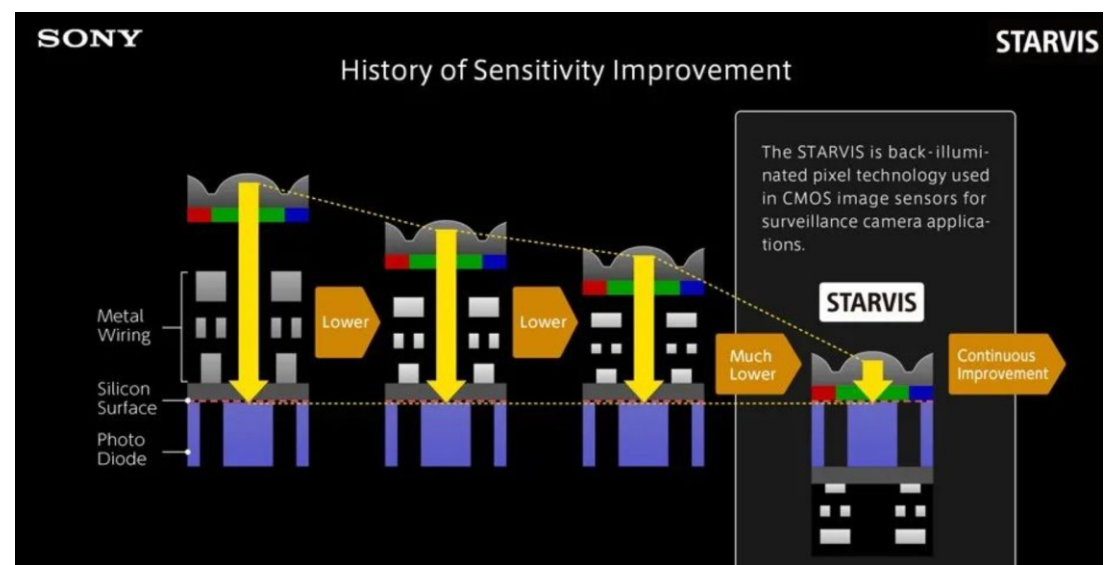 SONY
STARVIS
History of Sensitivity Improvement
The STARVIS is back-illumi-
nated pixel technology used
in CMOS image sensors for
surveillance camera applica-
tions.
STARVIS
Metal
Wiring
Lower
Lower
Much
Lower
Continuous
Improvement
Silicon
Surface
Photo
Diode